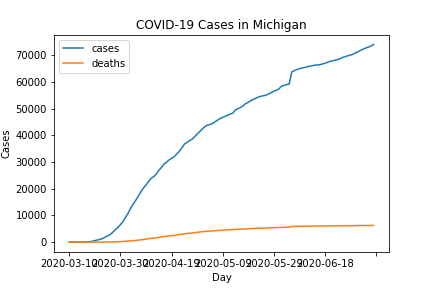 COVID-19 Cases in Michigan
cases
deaths
70000
60000
50000
40000
30000
20000
10000
0
Cases
2020-03-10 2020-03-30 2020-04-19 2020-05-09 2020-05-29 2020-06-18
Day